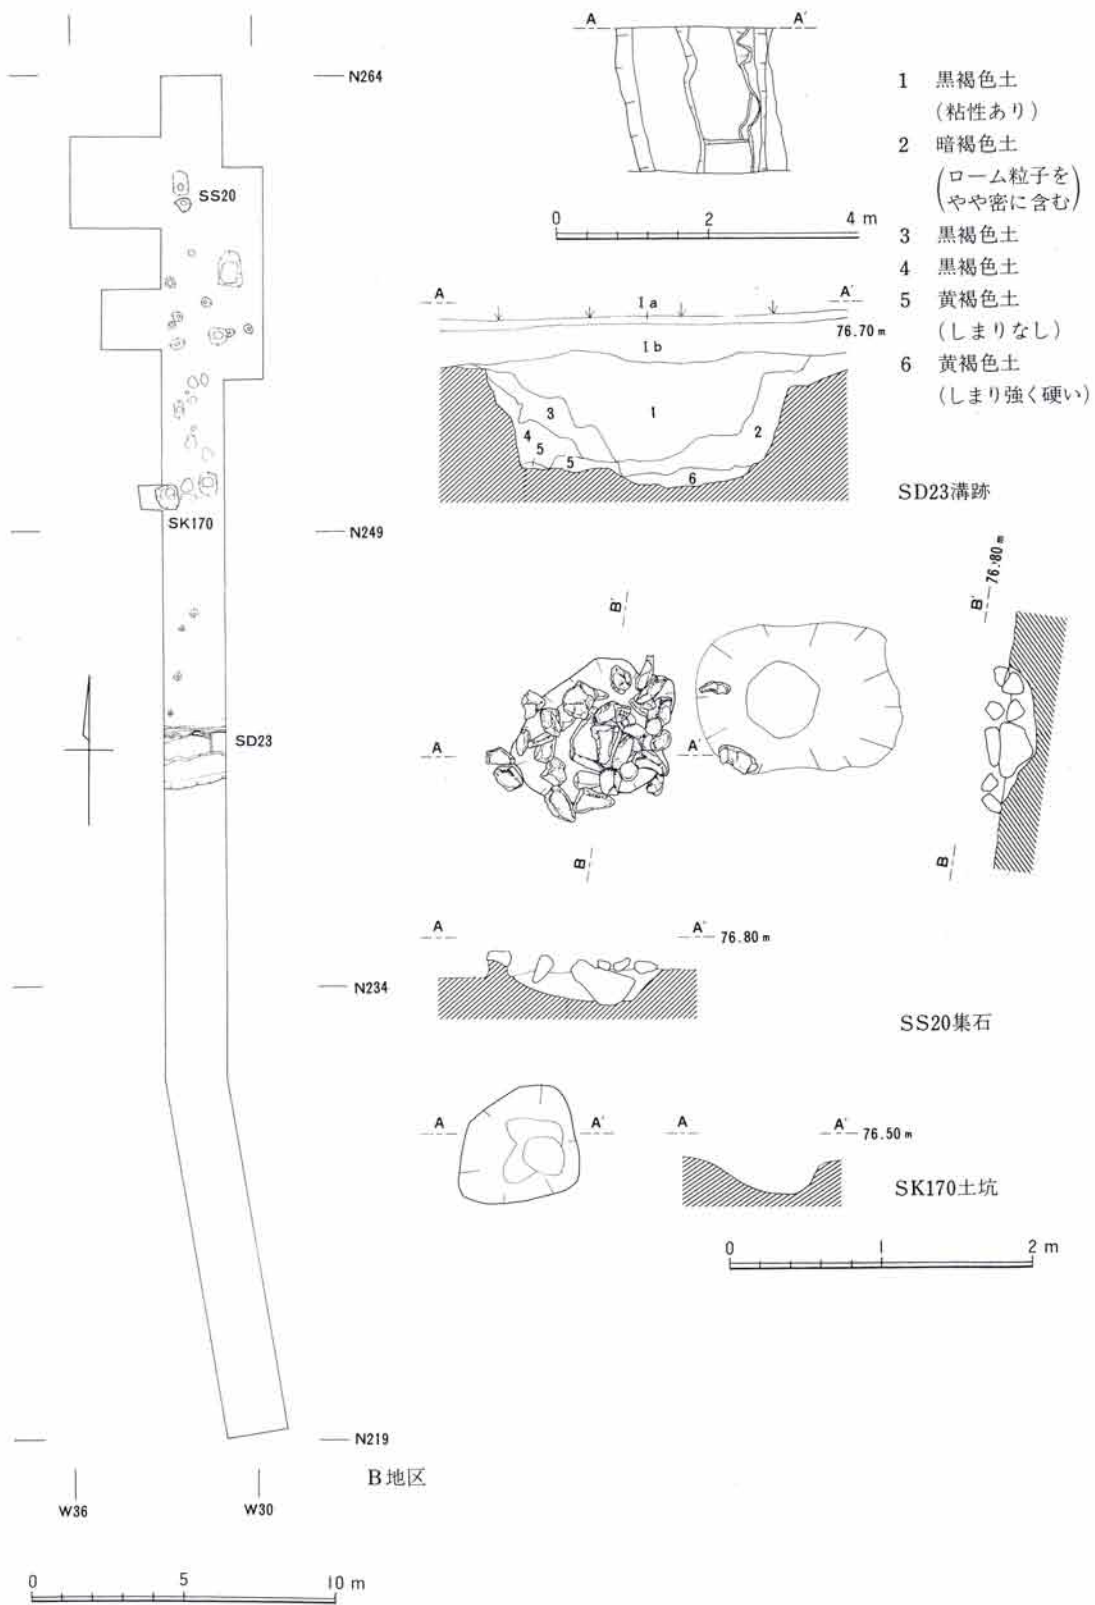 N264
SS20
SK170
N249
SD23
N234
N219
W36
W30
B地区
0 5 10 m
A A'
0 2 4 m
1 黒褐色土
(粘性あり)
2 暗褐色土
(ローム粒子を
やや密に含む)
3 黒褐色土
4 黒褐色土
5 黄褐色土
(しまりなし)
6 黄褐色土
(しまり強く硬い)
A A'
Ⅰa
76.70 m
Ⅰb
3 1 2
4
5
5
6
SD23溝跡
B'
A A'
B
B' 76.80 m
B
A A' 76.80 m
SS20集石
A A'
A A' 76.50 m
SK170土坑
0 1 2 m